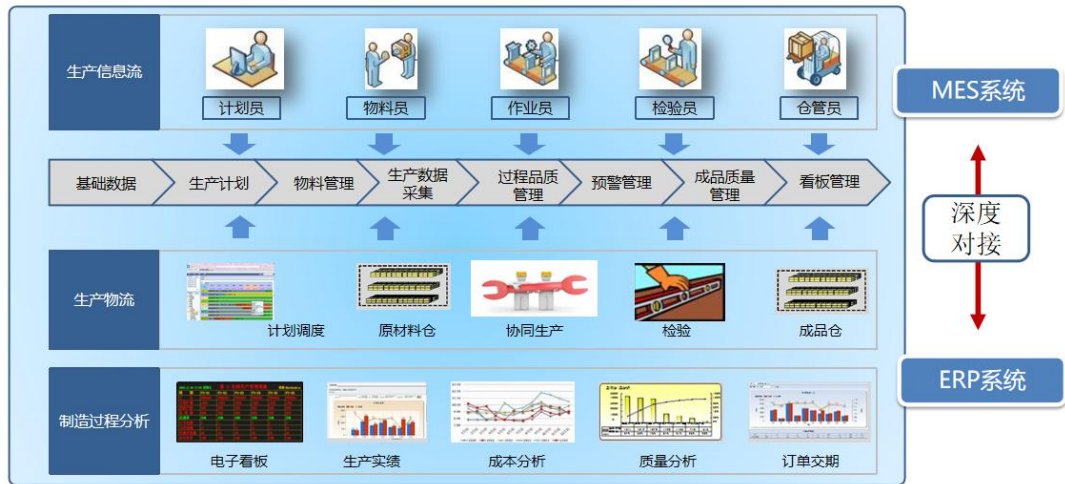 生产信息流
计划员
物料员
作业员
检验员
仓管员
MES系统
基础数据
生产计划
物料管理
生产数据
采集
过程品质
管理
预警管理
成品质量
管理
看板管理
深度
对接
生产物流
计划调度
原材料仓
协同生产
检验
成品仓
ERP系统
制造过程分析
电子看板
生产实绩
成本分析
质量分析
订单交期